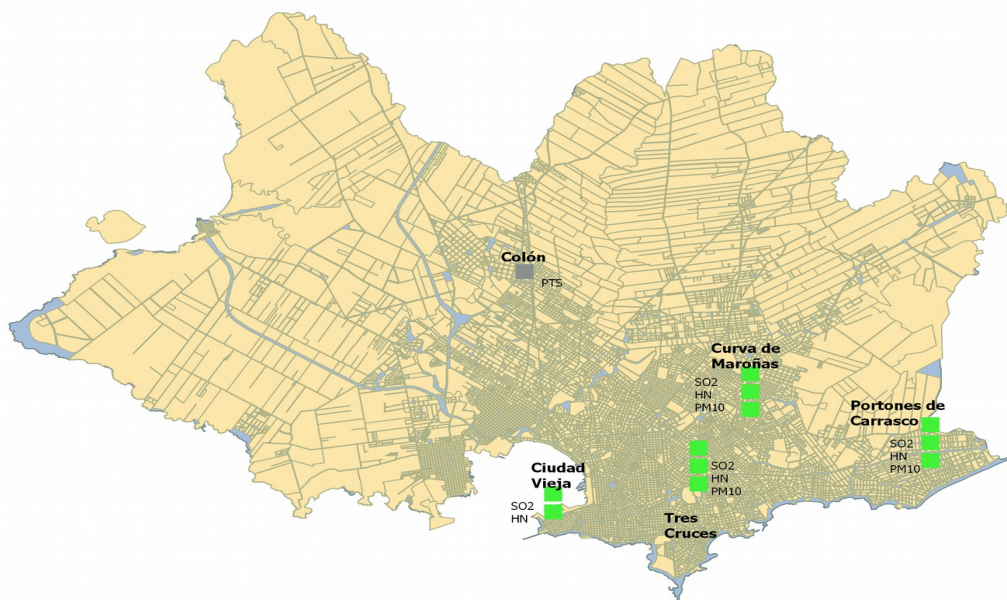 Colón
PTS
Curva de
Maroñas
SO2
HN
PM10
Portones de
Carrasco
SO2
HN
PM10
SO2
HN
PM10
Ciudad
Vieja
SO2
HN
Tres
Cruces